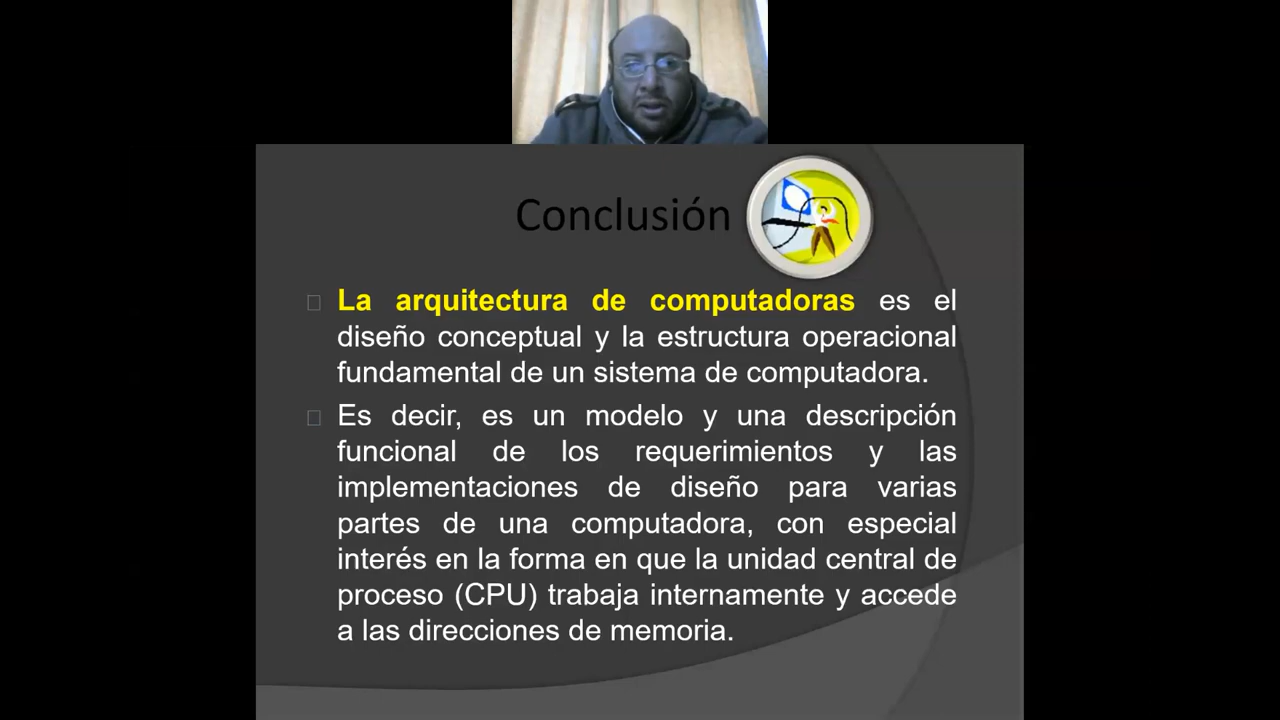 Conclusión
La arquitectura de computadoras es el
diseño conceptual y la estructura operacional
fundamental de un sistema de computadora.
Es decir, es un modelo y una descripción
funcional de los requerimientos y las
implementaciones de diseño para varias
partes de una computadora, con especial
interés en la forma en que la unidad central de
proceso (CPU) trabaja internamente y accede
a las direcciones de memoria.